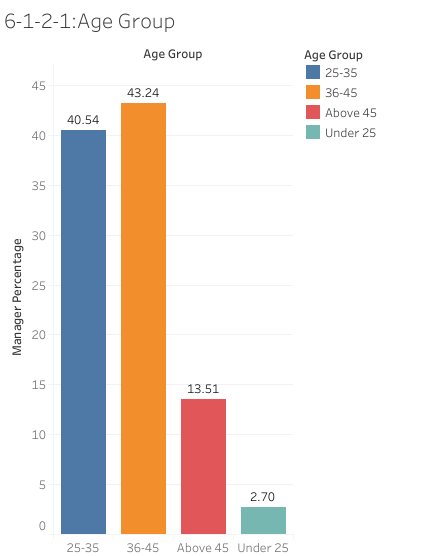 6-1-2-1:Age Group
Age Group
Age Group
25-35
36-45
Above 45
Under 25
Manager Percentage
45
40
35
30
25
20
15
10
5
0
40.54
43.24
13.51
2.70
25-35
36-45
Above 45
Under 25